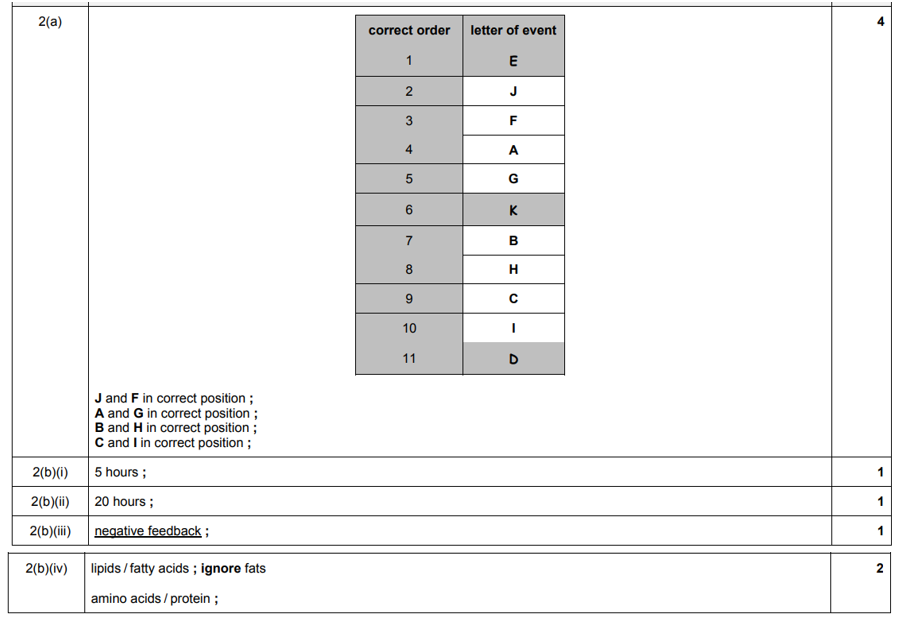 2(a)
4
correct order letter of event
1 E
2 J
3 F
4 A
5 G
6 K
7 B
8 H
9 C
10 I
11 D
J and F in correct position ;
A and G in correct position ;
B and H in correct position ;
C and I in correct position ;
2(b)(i) 5 hours ; 1
2(b)(ii) 20 hours ; 1
2(b)(iii) negative feedback ; 1
2(b)(iv) lipids / fatty acids ; ignore fats 2
amino acids / protein ;